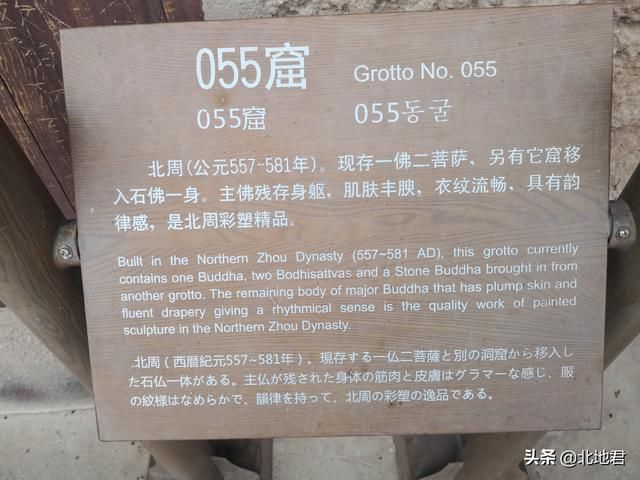 055窟 Grotto No. 055
055窟 055동굴
北周(公元557~581年)。现存一佛二菩萨，另有它窟移
入石佛一身。主佛残存身躯，肌肤丰腴，衣纹流畅，具有韵
律感，是北周彩塑精品。
Built in the Northern Zhou Dynasty (557~581 AD), this grotto currently
contains one Buddha, two Bodhisattvas and a Stone Buddha brought in from
another grotto. The remaining body of major Buddha that has plump skin and
fluent drapery giving a rhythmical sense is the quality work of painted
sculpture in the Northern Zhou Dynasty.
北周（西暦紀元557~581年）。現存する一仏二菩薩と別の洞窟から移入し
た石仏一体がある。主仏が残された身体の筋肉と皮膚はグラマーな感じ、服
の紋様はなめらかで、韻律を持って、北周の彩塑の逸品である。
头条 @北地君